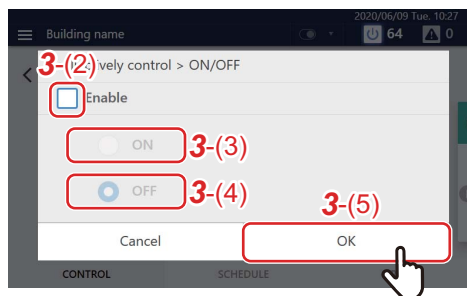 2020/06/09 Tue. 10:27
Building name
64
0
3-(2)
ively control > ON/OFF
Enable
ON
3-(3)
OFF
3-(4)
3-(5)
Cancel
OK
CONTROL
SCHEDULE